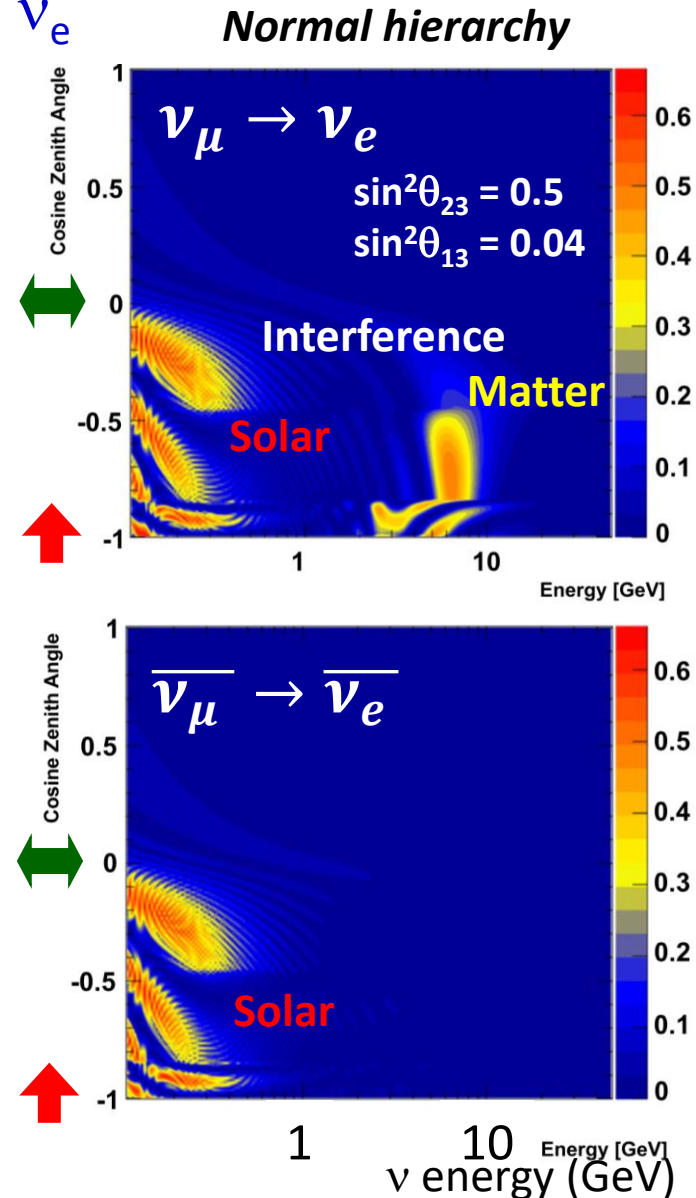 νe
Normal hierarchy
Cosine Zenith Angle
1
0.5
0
-0.5
-1
νμ → νe
sin²θ23 = 0.5
sin²θ13 = 0.04
Interference
Matter
Solar
0.6
0.5
0.4
0.3
0.2
0.1
0
1 10
Energy [GeV]
Cosine Zenith Angle
1
0.5
0
-0.5
-1
ν̅μ̅ → ν̅e̅
Solar
0.6
0.5
0.4
0.3
0.2
0.1
0
1 10 Energy [GeV]
ν energy (GeV)